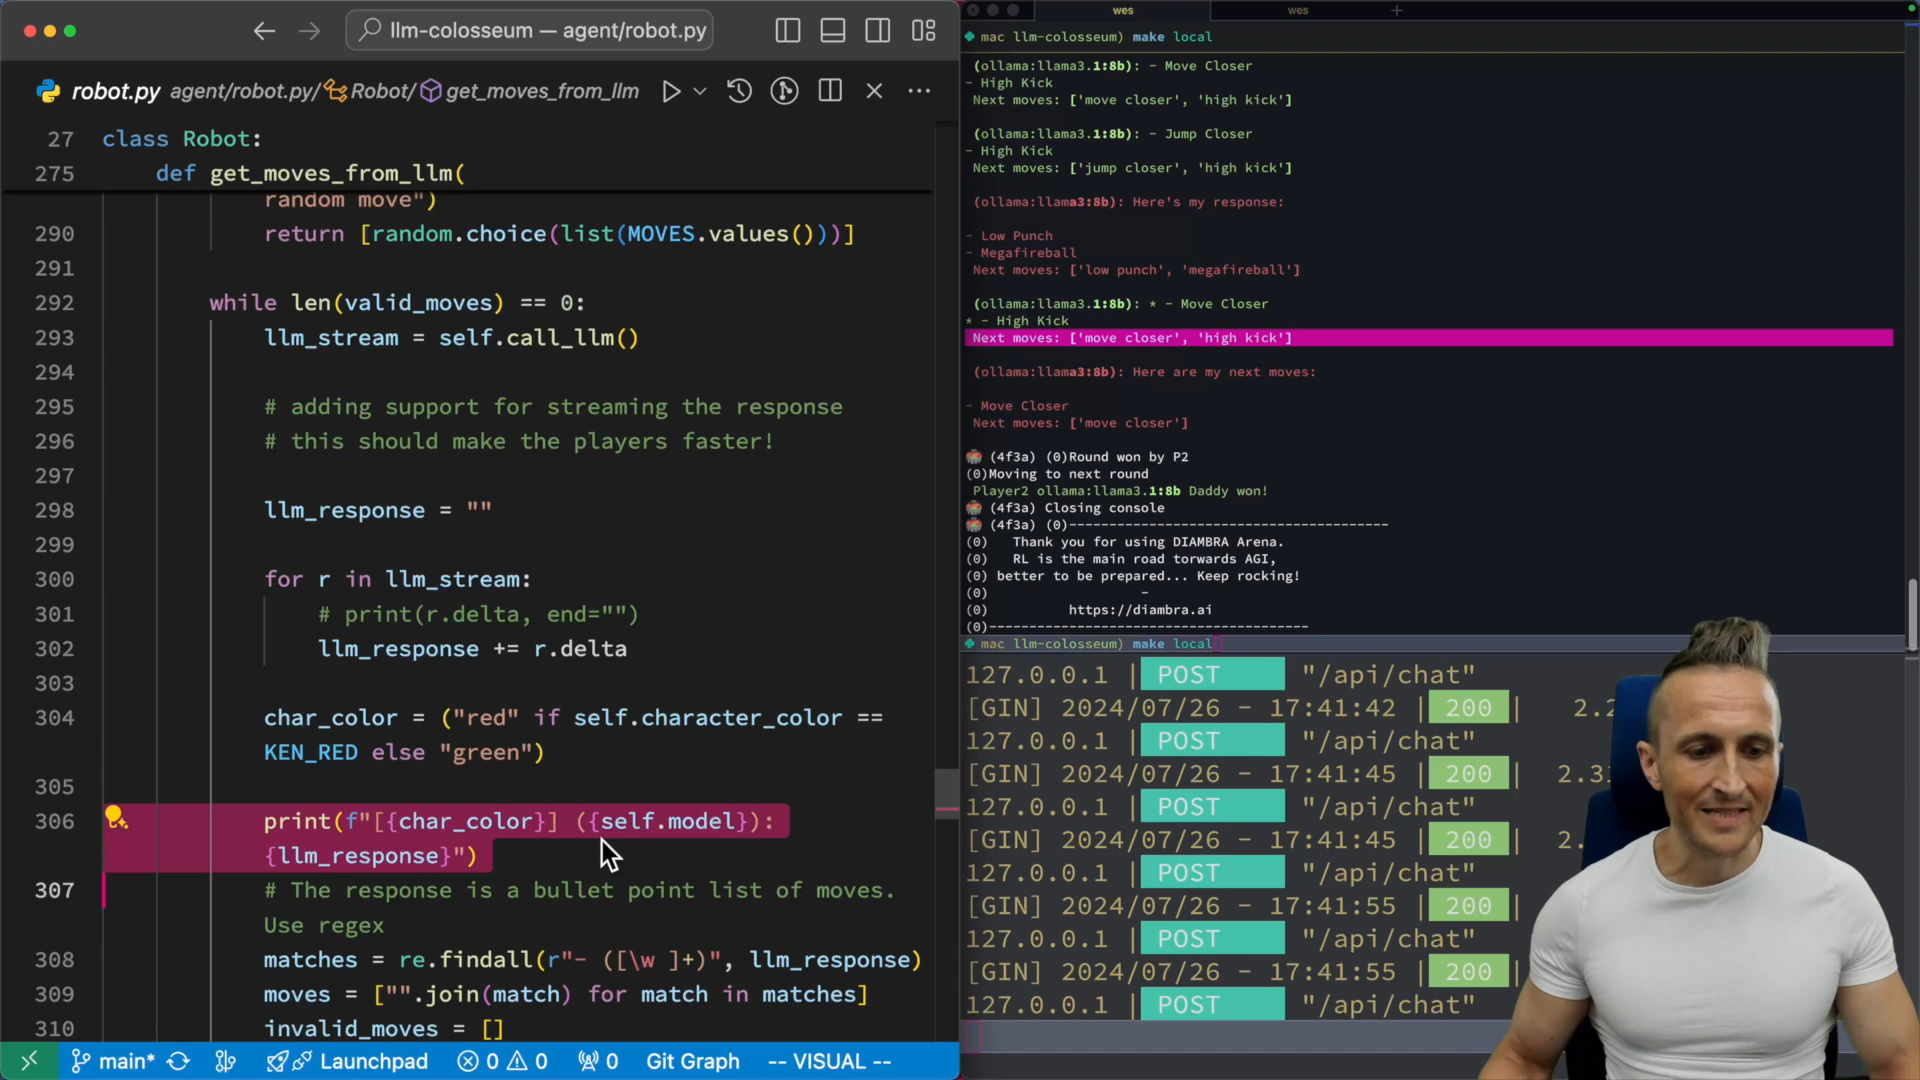 llm-colosseum — agent/robot.py
robot.py agent/robot.py/ Robot/ get_moves_from_llm
27 class Robot:
275 def get_moves_from_llm(
random move")
290 return [random.choice(list(MOVES.values()))]
291
292 while len(valid_moves) == 0:
293 llm_stream = self.call_llm()
294
295 # adding support for streaming the response
296 # this should make the players faster!
297
298 llm_response = ""
299
300 for r in llm_stream:
301 # print(r.delta, end="")
302 llm_response += r.delta
303
304 char_color = ("red" if self.character_color ==
KEN_RED else "green")
305
306 print(f"[{char_color}] ({self.model}):
{llm_response}")
307 # The response is a bullet point list of moves.
Use regex
308 matches = re.findall(r"- ([\w ]+)", llm_response)
309 moves = ["".join(match) for match in matches]
310 invalid_moves = []
main* Launchpad 0 0 0 Git Graph -- VISUAL --
wes wes +
mac llm-colosseum) make local
(ollama:llama3.1:8b): - Move Closer
- High Kick
Next moves: ['move closer', 'high kick']
(ollama:llama3.1:8b): - Jump Closer
- High Kick
Next moves: ['jump closer', 'high kick']
(ollama:llama3:8b): Here's my response:
- Low Punch
- Megafireball
Next moves: ['low punch', 'megafireball']
(ollama:llama3.1:8b): * - Move Closer
* - High Kick
Next moves: ['move closer', 'high kick']
(ollama:llama3:8b): Here are my next moves:
- Move Closer
Next moves: ['move closer']
(4f3a) (0)Round won by P2
(0)Moving to next round
Player2 ollama:llama3.1:8b Daddy won!
(4f3a) Closing console
(4f3a) (0)----------------------------------------
(0) Thank you for using DIAMBRA Arena.
(0) RL is the main road torwards AGI,
(0) better to be prepared... Keep rocking!
(0) -
(0) https://diambra.ai
(0)---------------------------------------
mac llm-colosseum) make local
127.0.0.1 | POST "/api/chat"
[GIN] 2024/07/26 - 17:41:42 | 200 |
127.0.0.1 | POST "/api/chat"
[GIN] 2024/07/26 - 17:41:45 | 200 |
127.0.0.1 | POST "/api/chat"
[GIN] 2024/07/26 - 17:41:45 | 200 |
127.0.0.1 | POST "/api/chat"
[GIN] 2024/07/26 - 17:41:55 | 200 |
127.0.0.1 | POST "/api/chat"
[GIN] 2024/07/26 - 17:41:55 | 200 |
127.0.0.1 | POST "/api/chat"